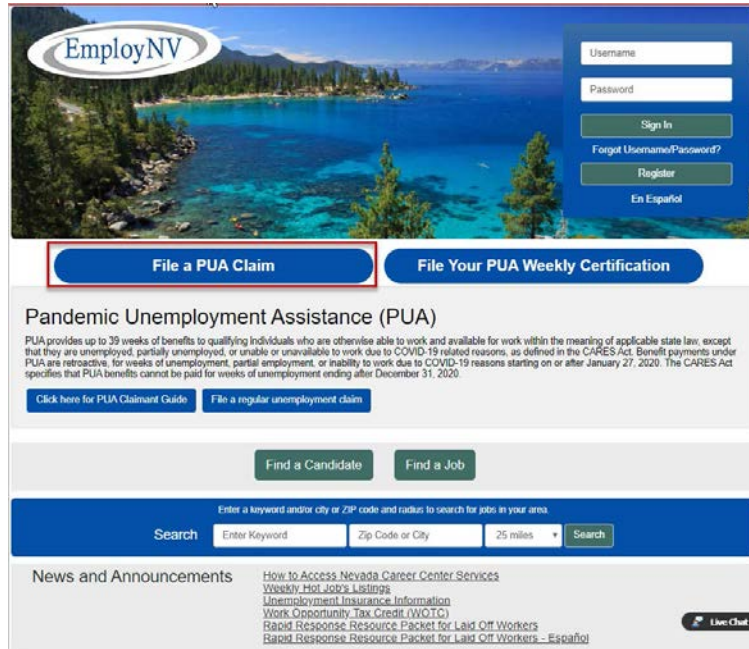 EmployNV
Username
Password
Sign In
Forgot Username/Password?
Register
En Español
File a PUA Claim
File Your PUA Weekly Certification
Pandemic Unemployment Assistance (PUA)
PUA provides up to 39 weeks of benefits to qualifying individuals who are otherwise able to work and available for work within the meaning of applicable state law, except
that they are unemployed, partially unemployed, or unable or unavailable to work due to COVID-19 related reasons, as defined in the CARES Act. Benefit payments under
PUA are retroactive, for weeks of unemployment, partial employment, or inability to work due to COVID-19 reasons starting on or after January 27, 2020. The CARES Act
specifies that PUA benefits cannot be paid for weeks of unemployment ending after December 31, 2020.
Click here for PUA Claimant Guide
File a regular unemployment claim
Find a Candidate
Find a Job
Enter a keyword and/or city or ZIP code and radius to search for jobs in your area.
Search
Enter Keyword
Zip Code or City
25 miles
Search
News and Announcements
How to Access Nevada Career Center Services
Weekly Hot Job's Listings
Unemployment Insurance Information
Work Opportunity Tax Credit (WOTC)
Rapid Response Resource Packet for Laid Off Workers
Rapid Response Resource Packet for Laid Off Workers - Español
Live Chat